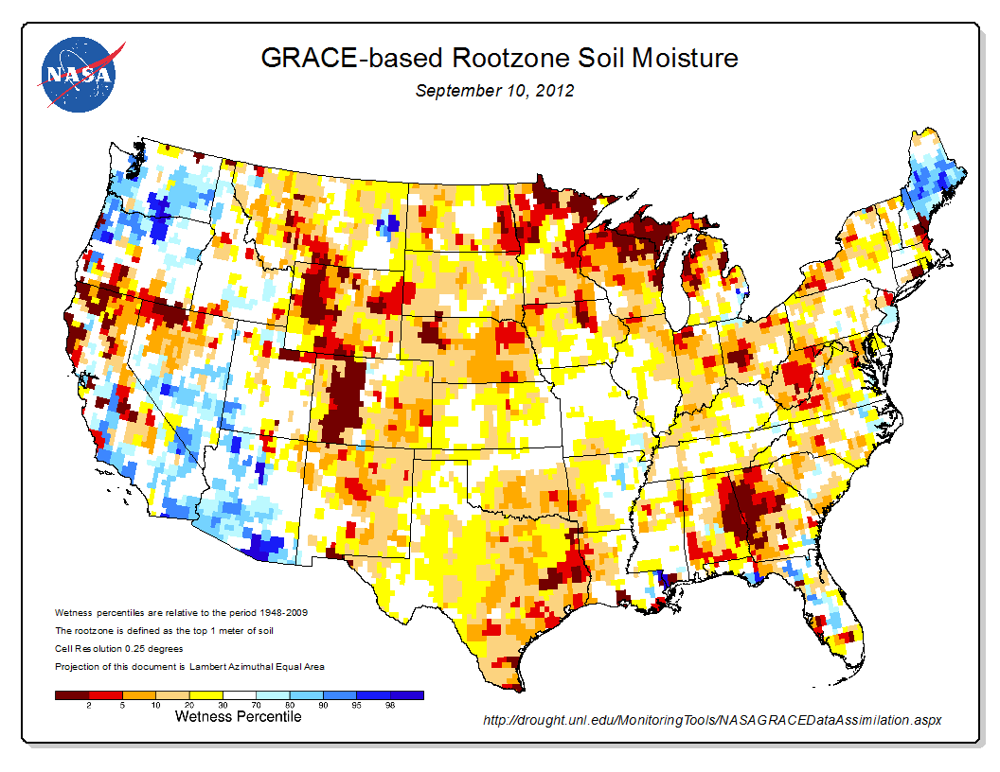 NASA
GRACE-based Rootzone Soil Moisture
September 10, 2012
Wetness percentiles are relative to the period 1948-2009
The rootzone is defined as the top 1 meter of soil
Cell Resolution 0.25 degrees
Projection of this document is Lambert Azimuthal Equal Area
2 5 10 20 30 70 80 90 95 98
Wetness Percentile
http://drought.unl.edu/MonitoringTools/NASAGRACEDataAssimilation.aspx